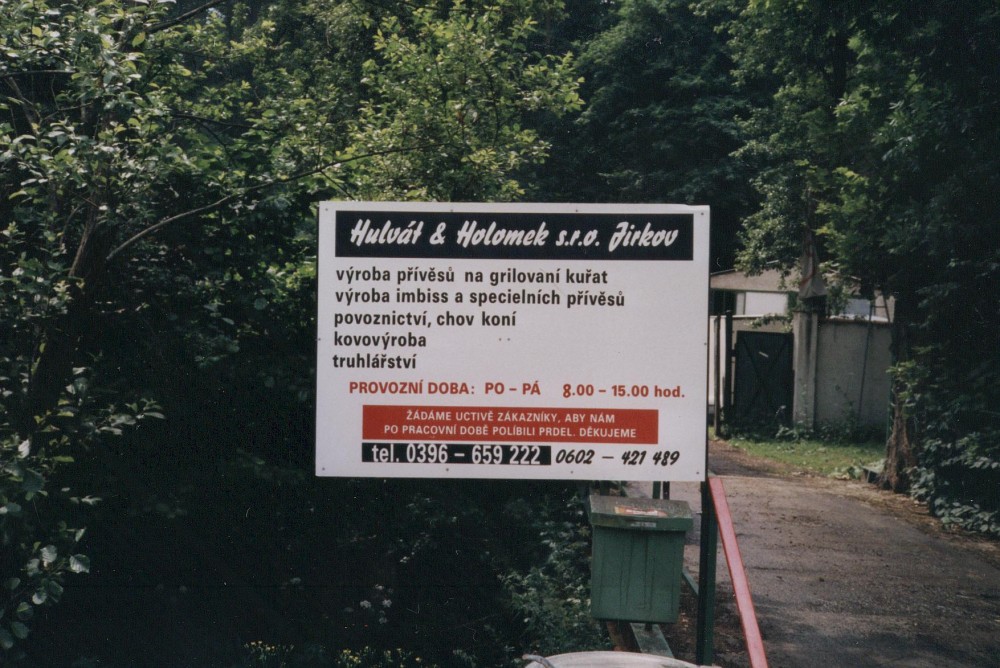 Hulvát & Holomek s.r.o. Jirkov
výroba přívěsů na grilovaní kuřat
výroba imbiss a specielních přívěsů
povoznictví, chov koní
kovovýroba
truhlářství
PROVOZNÍ DOBA: PO – PÁ 8.00 – 15.00 hod.
ŽÁDÁME UCTIVĚ ZÁKAZNÍKY, ABY NÁM
PO PRACOVNÍ DOBĚ POLÍBILI PRDEL. DĚKUJEME
tel. 0396 – 659 222 0602 – 421 489